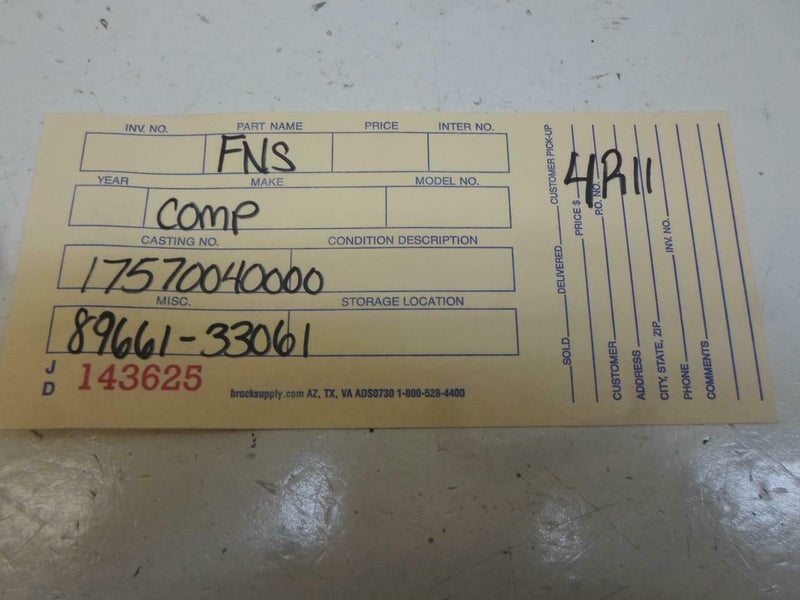 INV. NO. PART NAME PRICE INTER NO.
FNS
YEAR MAKE MODEL NO.
COMP
CASTING NO. CONDITION DESCRIPTION
17570040000
MISC. STORAGE LOCATION
89661-33061
JD 143625
brocksupply.com AZ, TX, VA ADS0730 1-800-528-4400
4R11
SOLD DELIVERED CUSTOMER PICK-UP
PRICE $ P.O. NO.
CUSTOMER
ADDRESS
CITY, STATE, ZIP INV. NO.
PHONE
COMMENTS